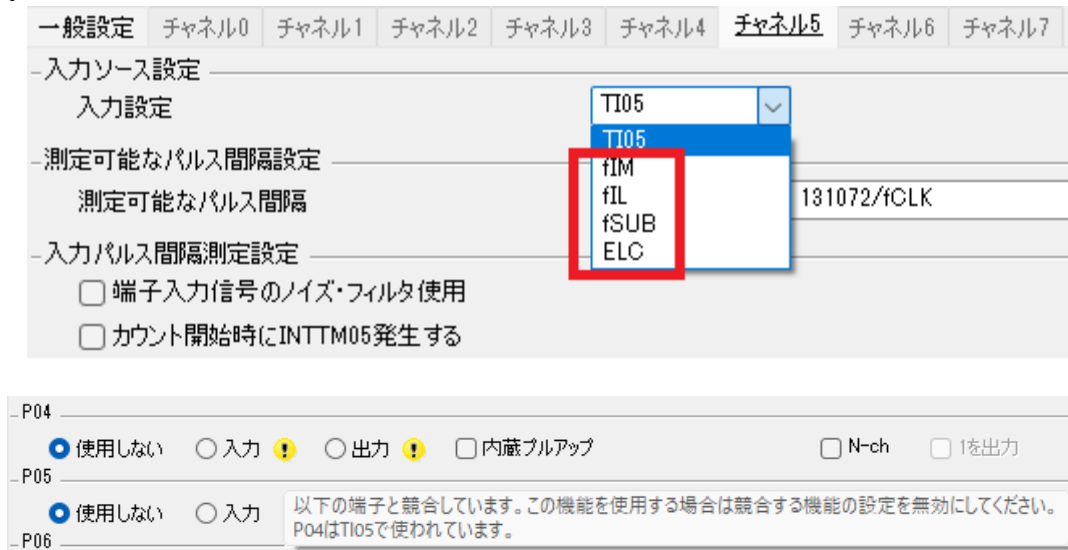 一般設定 チャネル0 チャネル1 チャネル2 チャネル3 チャネル4 チャネル5 チャネル6 チャネル7
入力ソース設定
入力設定 TI05
TI05
測定可能なパルス間隔設定
fIM
測定可能なパルス間隔 fIL 131072/fCLK
fSUB
入力パルス間隔測定設定 ELC
端子入力信号のノイズ・フィルタ使用
カウント開始時にINTTM05発生する
P04
使用しない 入力 出力 内蔵プルアップ N-ch 1を出力
P05
使用しない 入力 以下の端子と競合しています。この機能を使用する場合は競合する機能の設定を無効にしてください。
P04はTI05で使われています。
P06